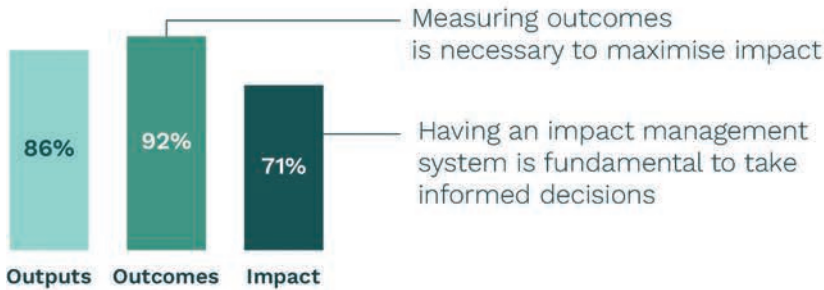 Measuring outcomes
is necessary to maximise impact
86%
92%
71%
Having an impact management
system is fundamental to take
informed decisions
Outputs
Outcomes
Impact